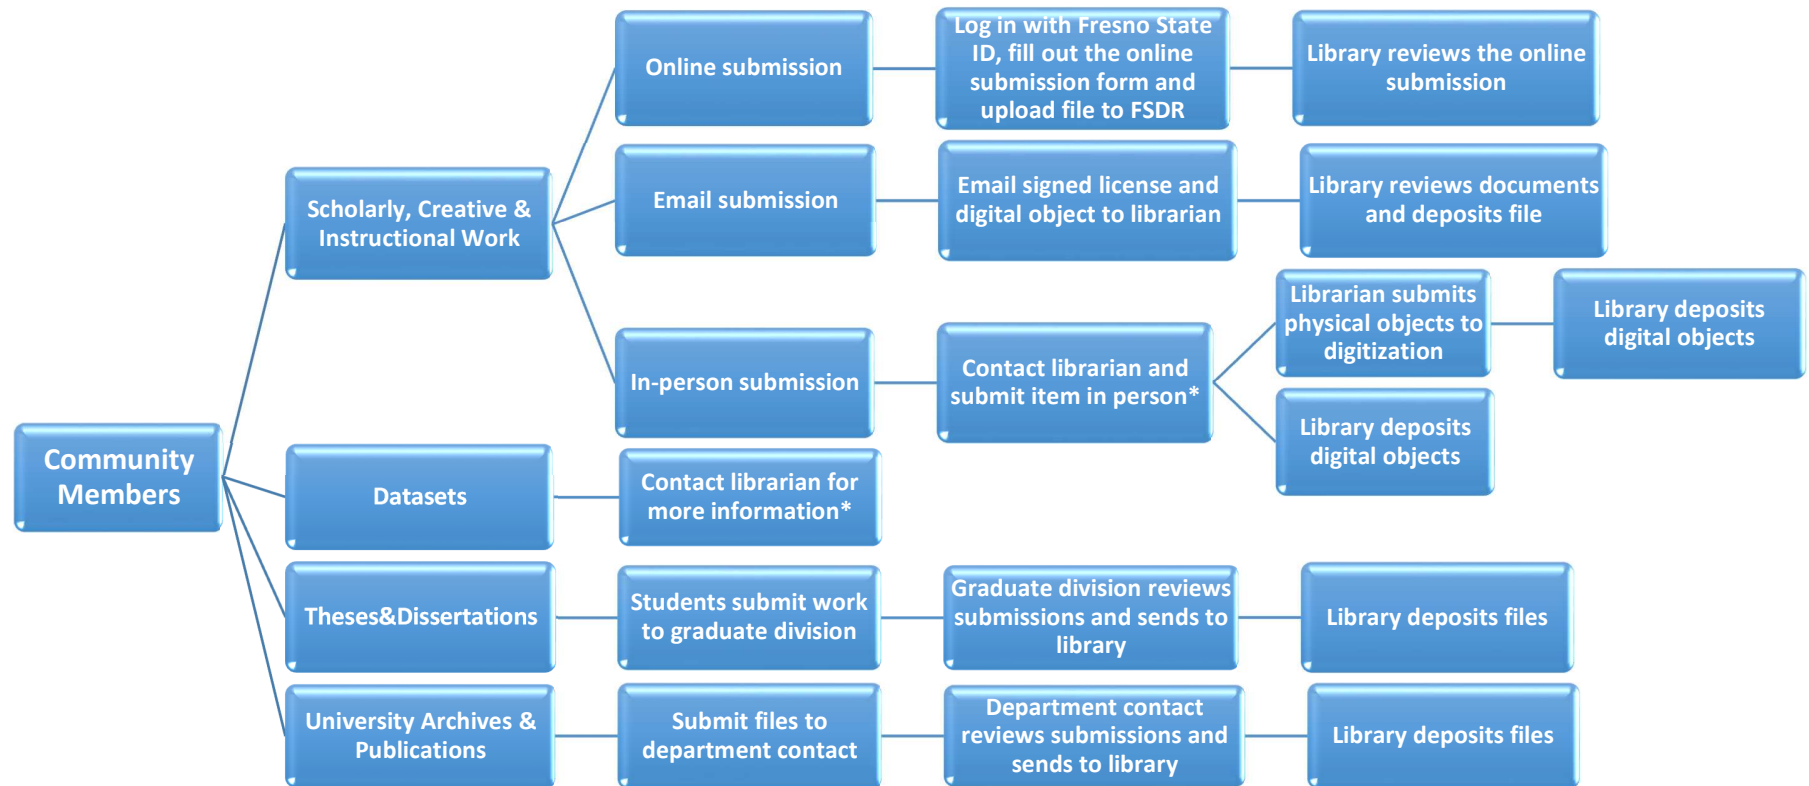 Community
Members
Scholarly, Creative &
Instructional Work
Online submission
Log in with Fresno State
ID, fill out the online
submission form and
upload file to FSDR
Library reviews the online
submission
Email submission
Email signed license and
digital object to librarian
Library reviews documents
and deposits file
In-person submission
Contact librarian and
submit item in person*
Librarian submits
physical objects to
digitization
Library deposits
digital objects
Library deposits
digital objects
Datasets
Contact librarian for
more information*
Theses&Dissertations
Students submit work
to graduate division
Graduate division reviews
submissions and sends to
library
Library deposits files
University Archives &
Publications
Submit files to
department contact
Department contact
reviews submissions and
sends to library
Library deposits files